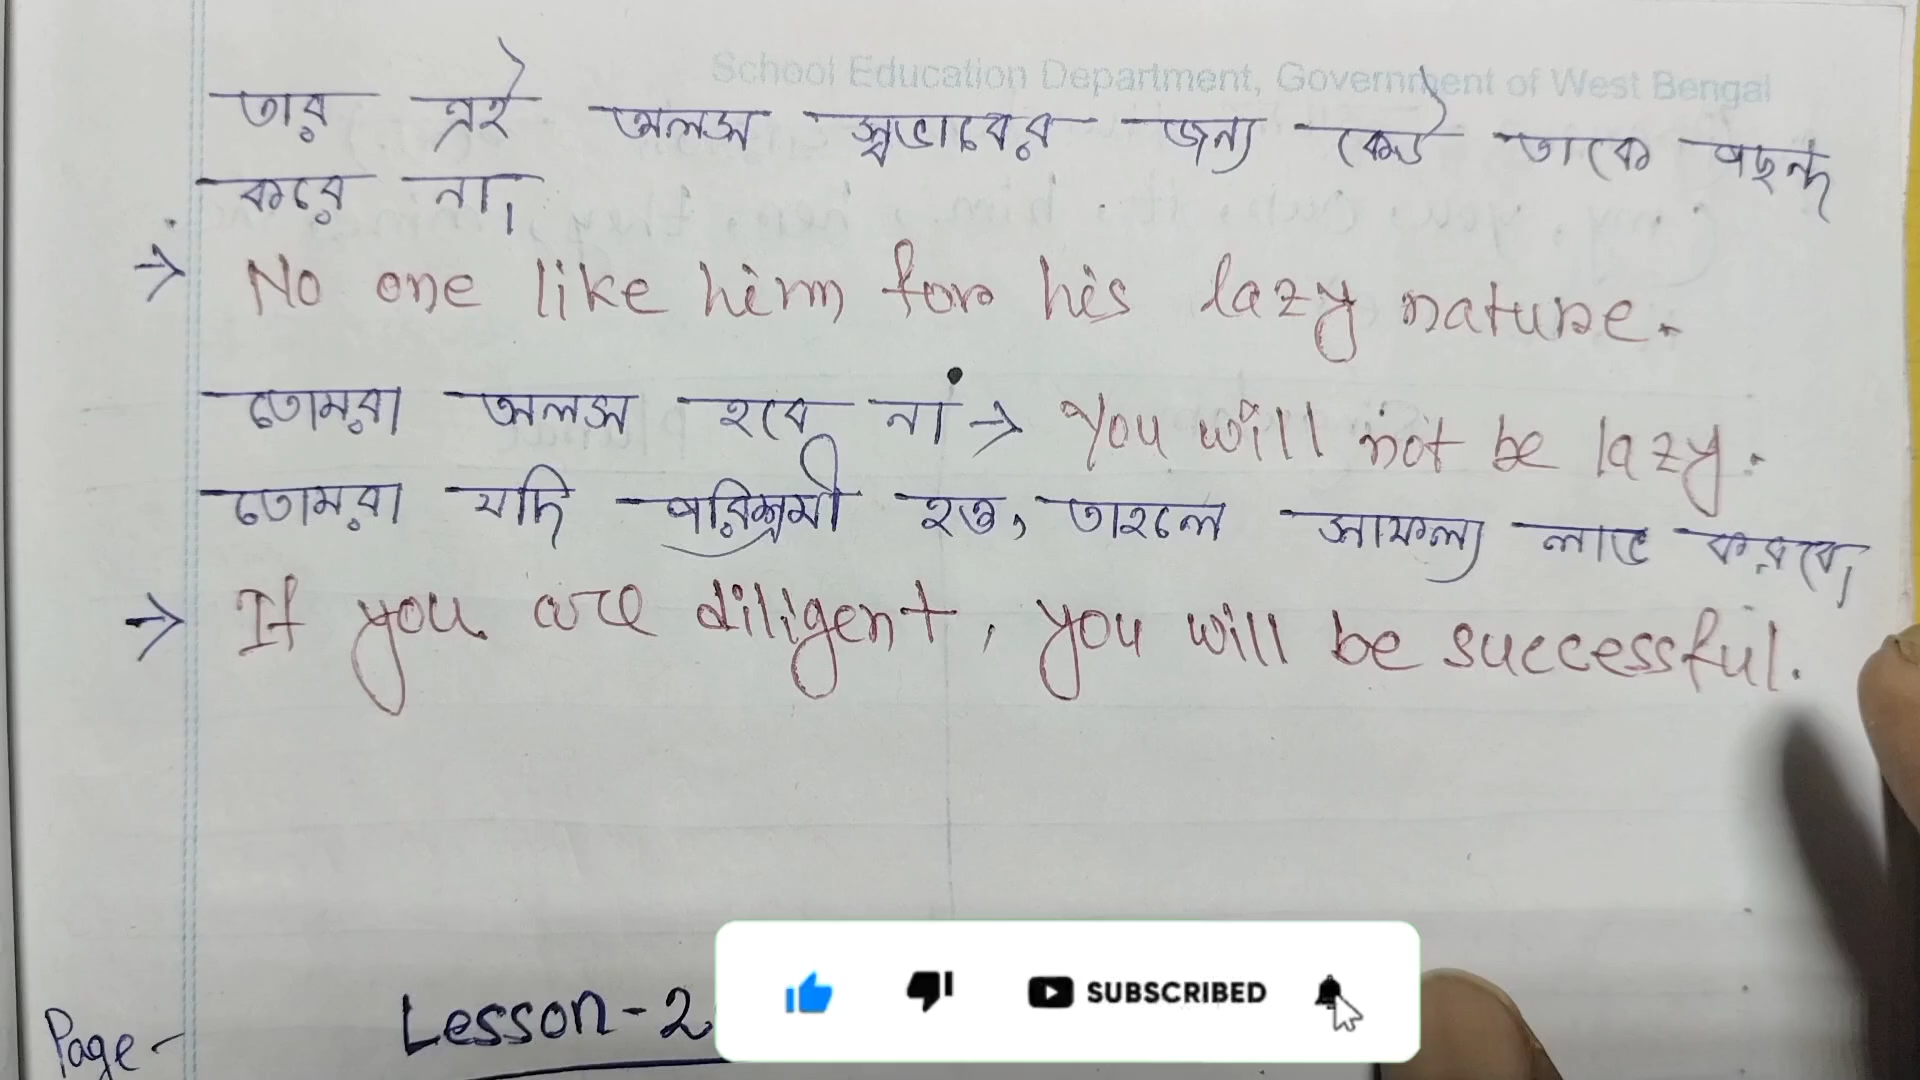 School Education Department, Government of West Bengal
তার এই অলস স্বভাবের জন্য কেউ তাকে পছন্দ
করে না।
→ No one like him for his lazy nature.
তোমরা অলস হবে না → You will not be lazy.
তোমরা যদি পরিশ্রমী হও, তাহলে সাফল্য লাভ করবে।
→ If you are diligent, you will be successful.
Page - Lesson-2
SUBSCRIBED